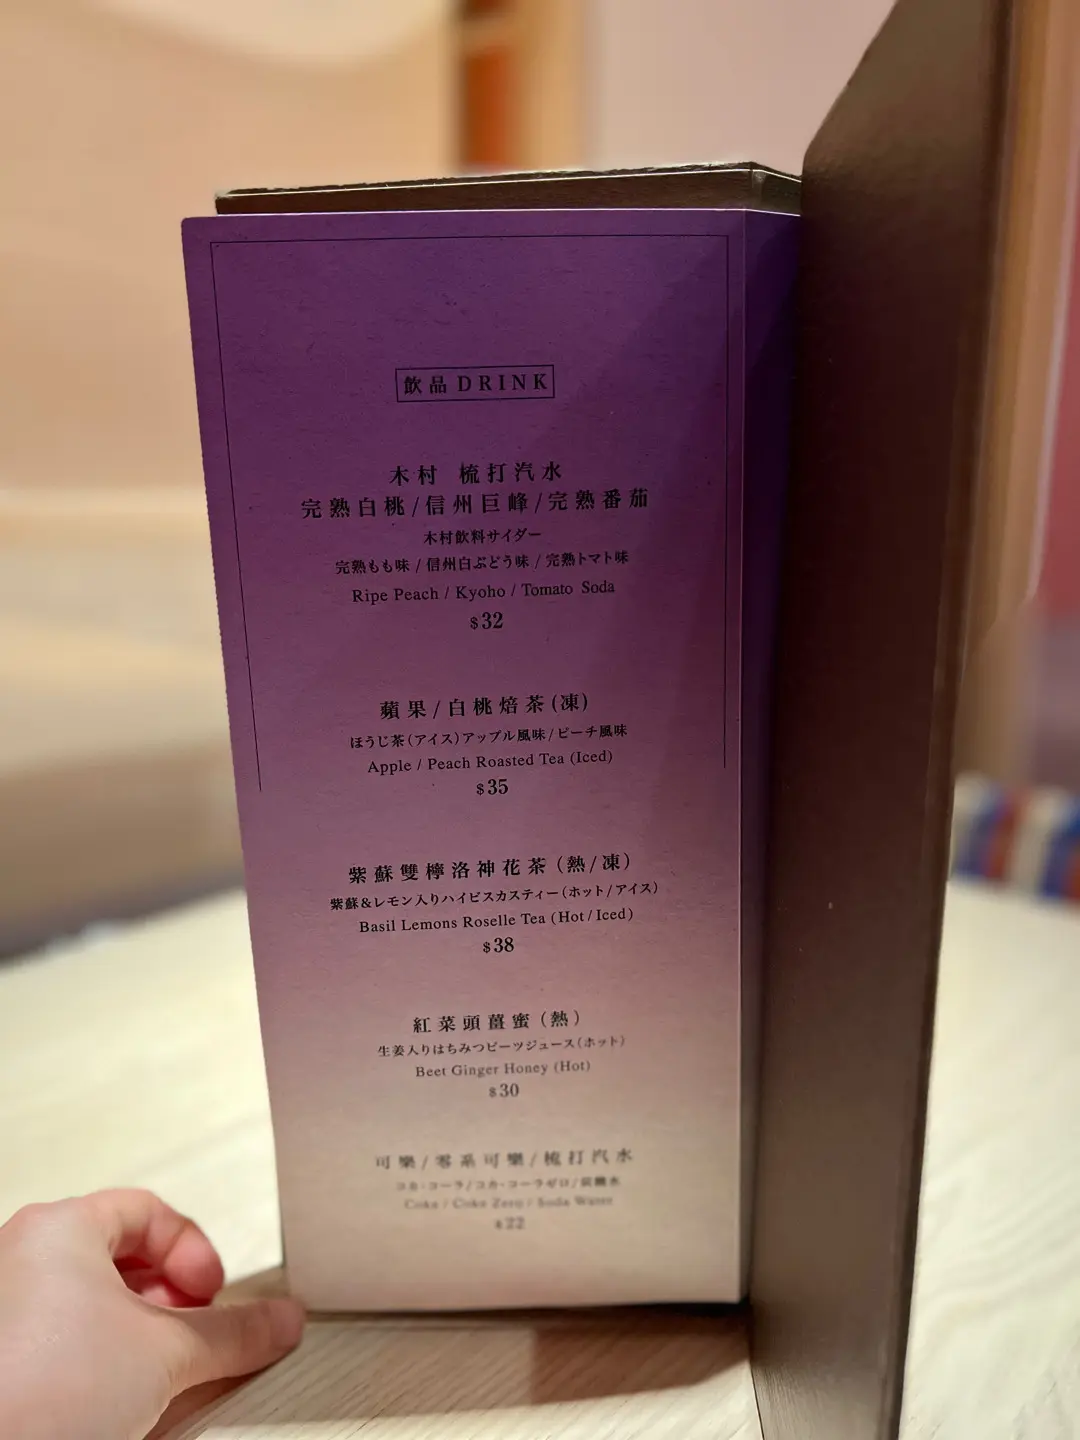 飲品 DRINK
木村 梳打汽水
完熟白桃/信州巨峰/完熟番茄
木村飲料サイダー
完熟もも味 / 信州白ぶどう味 / 完熟トマト味
Ripe Peach / Kyoho / Tomato Soda
$32
蘋果/白桃焙茶(凍)
ほうじ茶(アイス)アップル風味/ピーチ風味
Apple / Peach Roasted Tea (Iced)
$35
紫蘇雙檸洛神花茶(熱/凍)
紫蘇&レモン入りハイビスカスティー(ホット/アイス)
Basil Lemons Roselle Tea (Hot/Iced)
$38
紅菜頭薑蜜(熱)
生姜入りはちみつビーツジュース(ホット)
Beet Ginger Honey (Hot)
$30
可樂/零系可樂/梳打汽水
コカ・コーラ/コカ・コーラゼロ/炭酸水
Coke / Coke Zero / Soda Water
$22